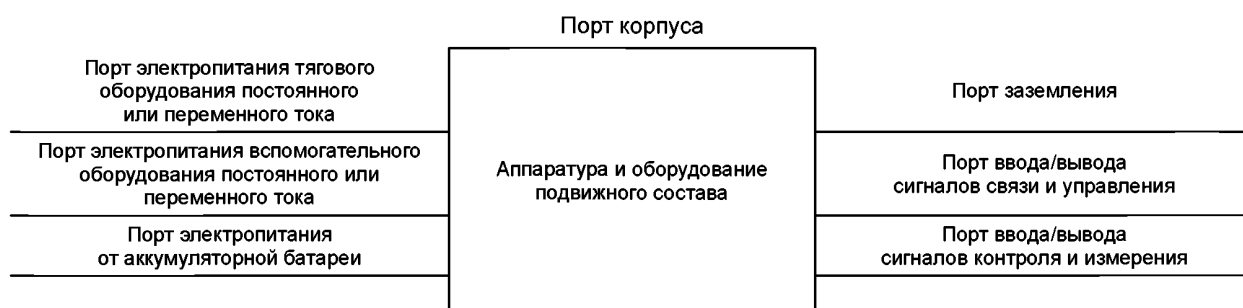 Порт корпуса
Порт электропитания тягового
оборудования постоянного
или переменного тока
Порт электропитания вспомогательного
оборудования постоянного или
переменного тока
Порт электропитания
от аккумуляторной батареи
Аппаратура и оборудование
подвижного состава
Порт заземления
Порт ввода/вывода
сигналов связи и управления
Порт ввода/вывода
сигналов контроля и измерения